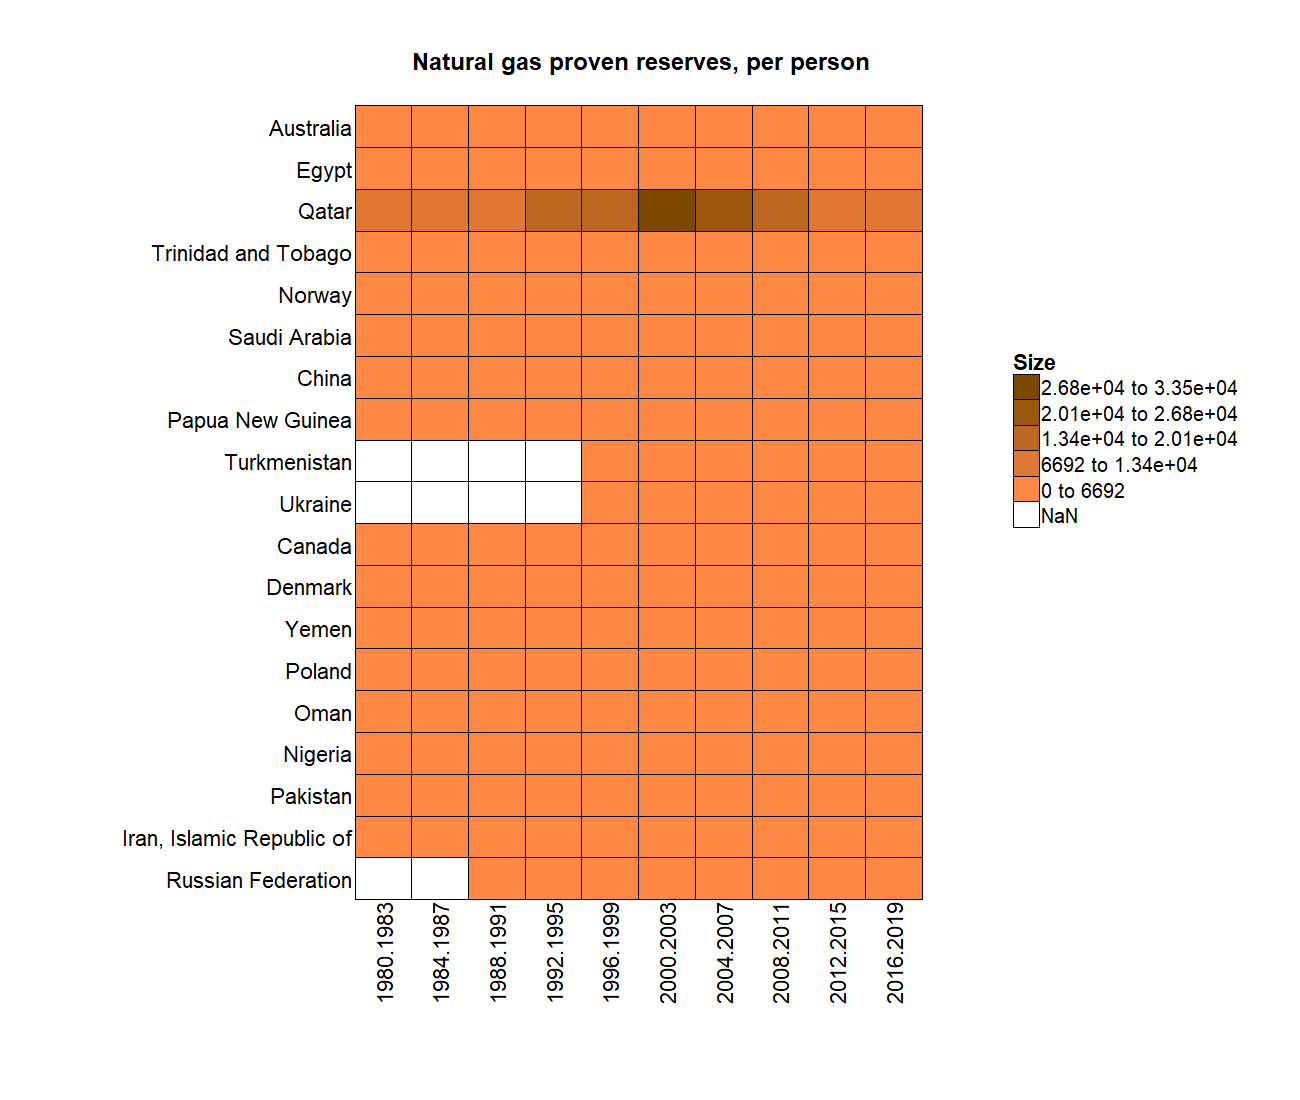 Natural gas proven reserves, per person
Australia
Egypt
Qatar
Trinidad and Tobago
Norway
Saudi Arabia
China
Papua New Guinea
Turkmenistan
Ukraine
Canada
Denmark
Yemen
Poland
Oman
Nigeria
Pakistan
Iran, Islamic Republic of
Russian Federation
1980.1983
1984.1987
1988.1991
1992.1995
1996.1999
2000.2003
2004.2007
2008.2011
2012.2015
2016.2019
Size
2.68e+04 to 3.35e+04
2.01e+04 to 2.68e+04
1.34e+04 to 2.01e+04
6692 to 1.34e+04
0 to 6692
NaN